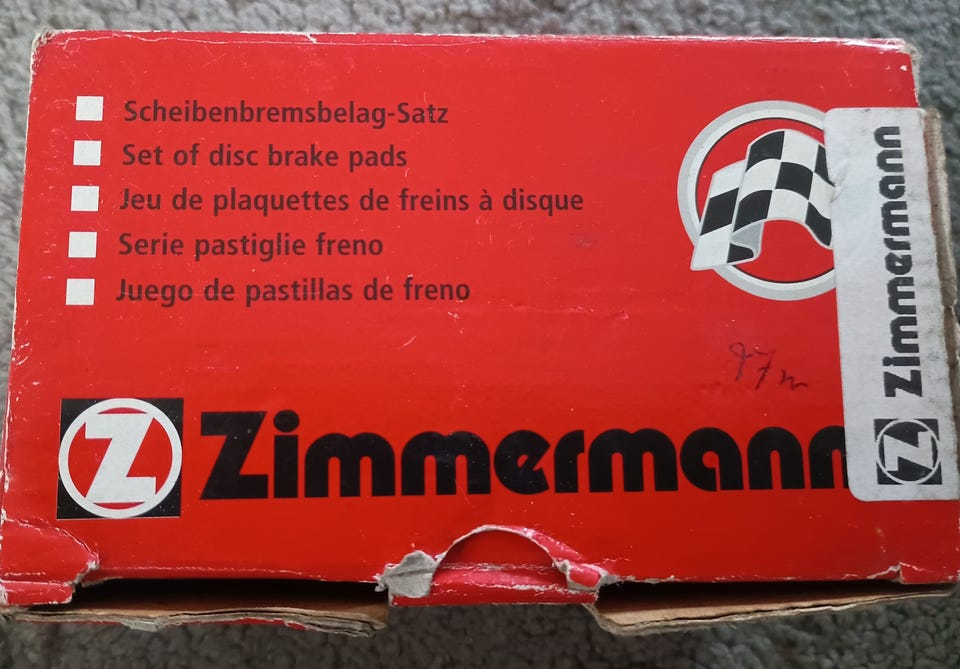 Scheibenbremsbelag-Satz
Set of disc brake pads
Jeu de plaquettes de freins à disque
Serie pastiglie freno
Juego de pastillas de freno
Z Zimmermann
Z Zimmermann